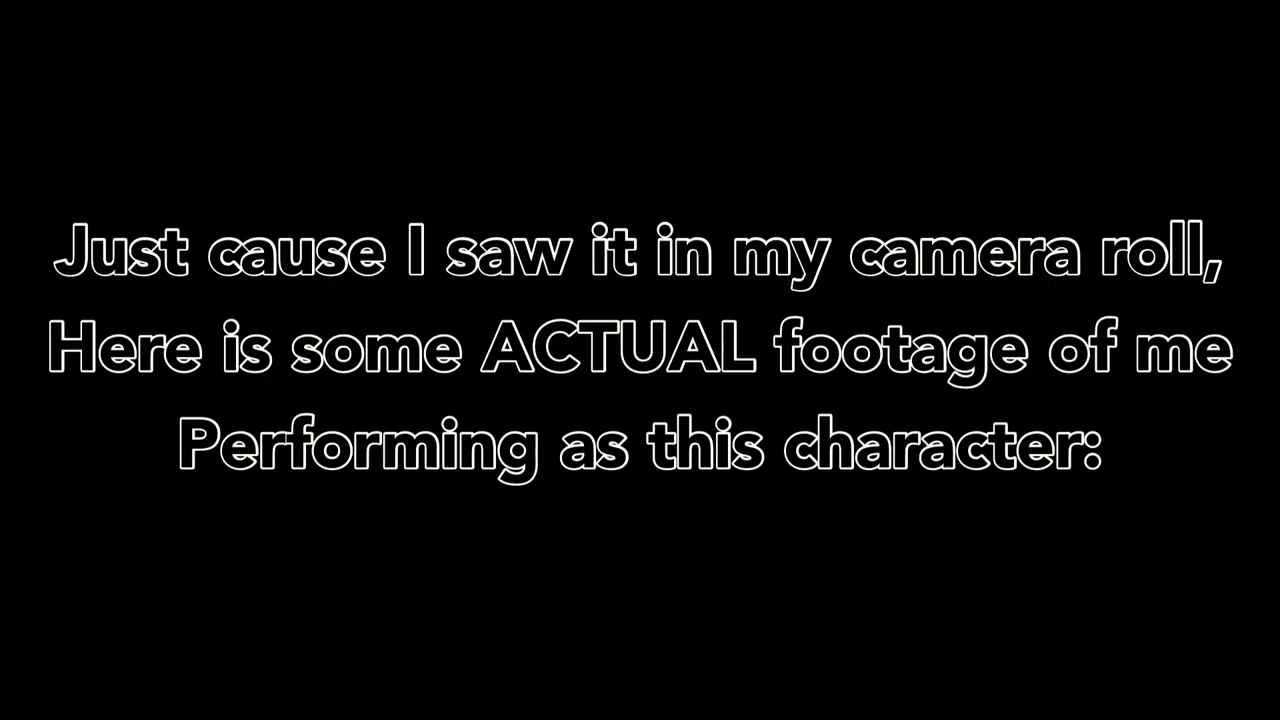 Just cause I saw it in my camera roll,
Here is some ACTUAL footage of me
Performing as this character: